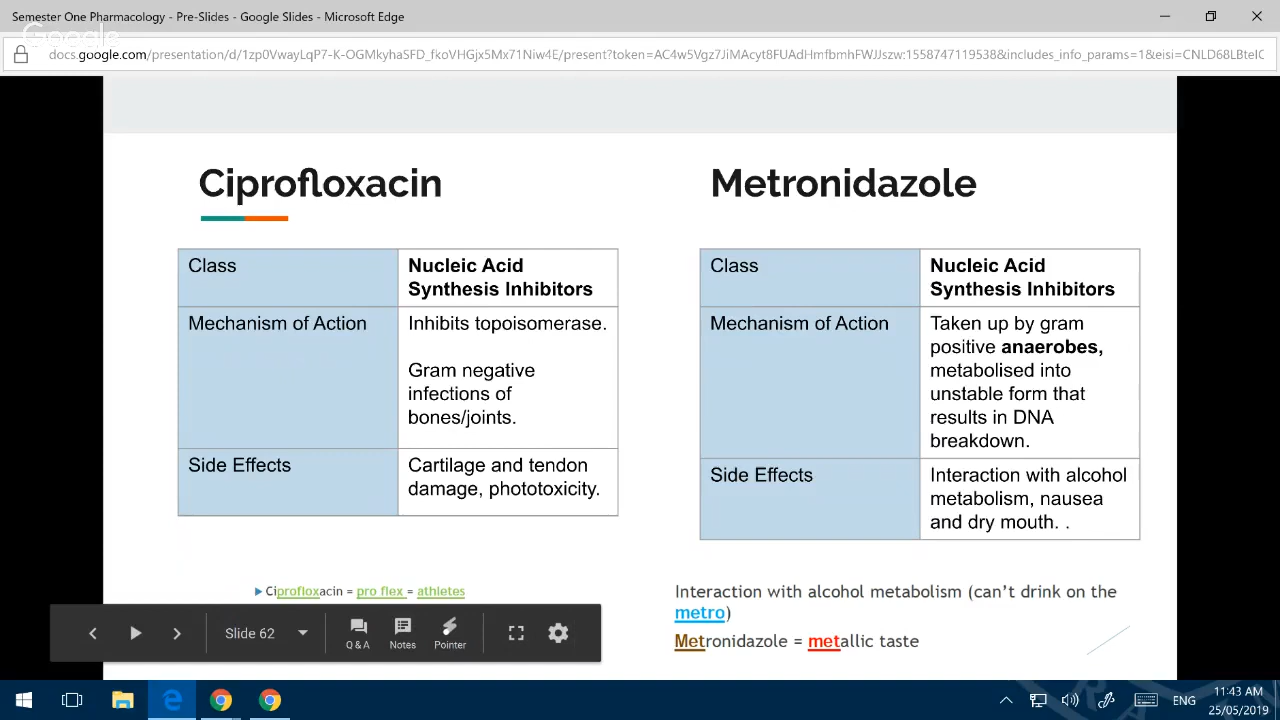 Semester One Pharmacology - Pre-Slides - Google Slides - Microsoft Edge
Google
docs.google.com/presentation/d/1zp0VwayLqP7-K-OGMkyhaSFD_fkoVHGjx5Mx71Niw4E/present?token=AC4w5Vgz7JiMAcyt8FUAdHmfbmhFWJJszw:1558747119538&includes_info_params=1&eisi=CNLD68LBteIC
Ciprofloxacin
Class
Nucleic Acid
Synthesis Inhibitors
Mechanism of Action
Inhibits topoisomerase.
Gram negative
infections of
bones/joints.
Side Effects
Cartilage and tendon
damage, phototoxicity.
Ciprofloxacin = pro flex = athletes
Metronidazole
Class
Nucleic Acid
Synthesis Inhibitors
Mechanism of Action
Taken up by gram
positive anaerobes,
metabolised into
unstable form that
results in DNA
breakdown.
Side Effects
Interaction with alcohol
metabolism, nausea
and dry mouth. .
Interaction with alcohol metabolism (can't drink on the
metro)
Metronidazole = metallic taste
Slide 62
Q & A
Notes
Pointer
ENG
11:43 AM
25/05/2019